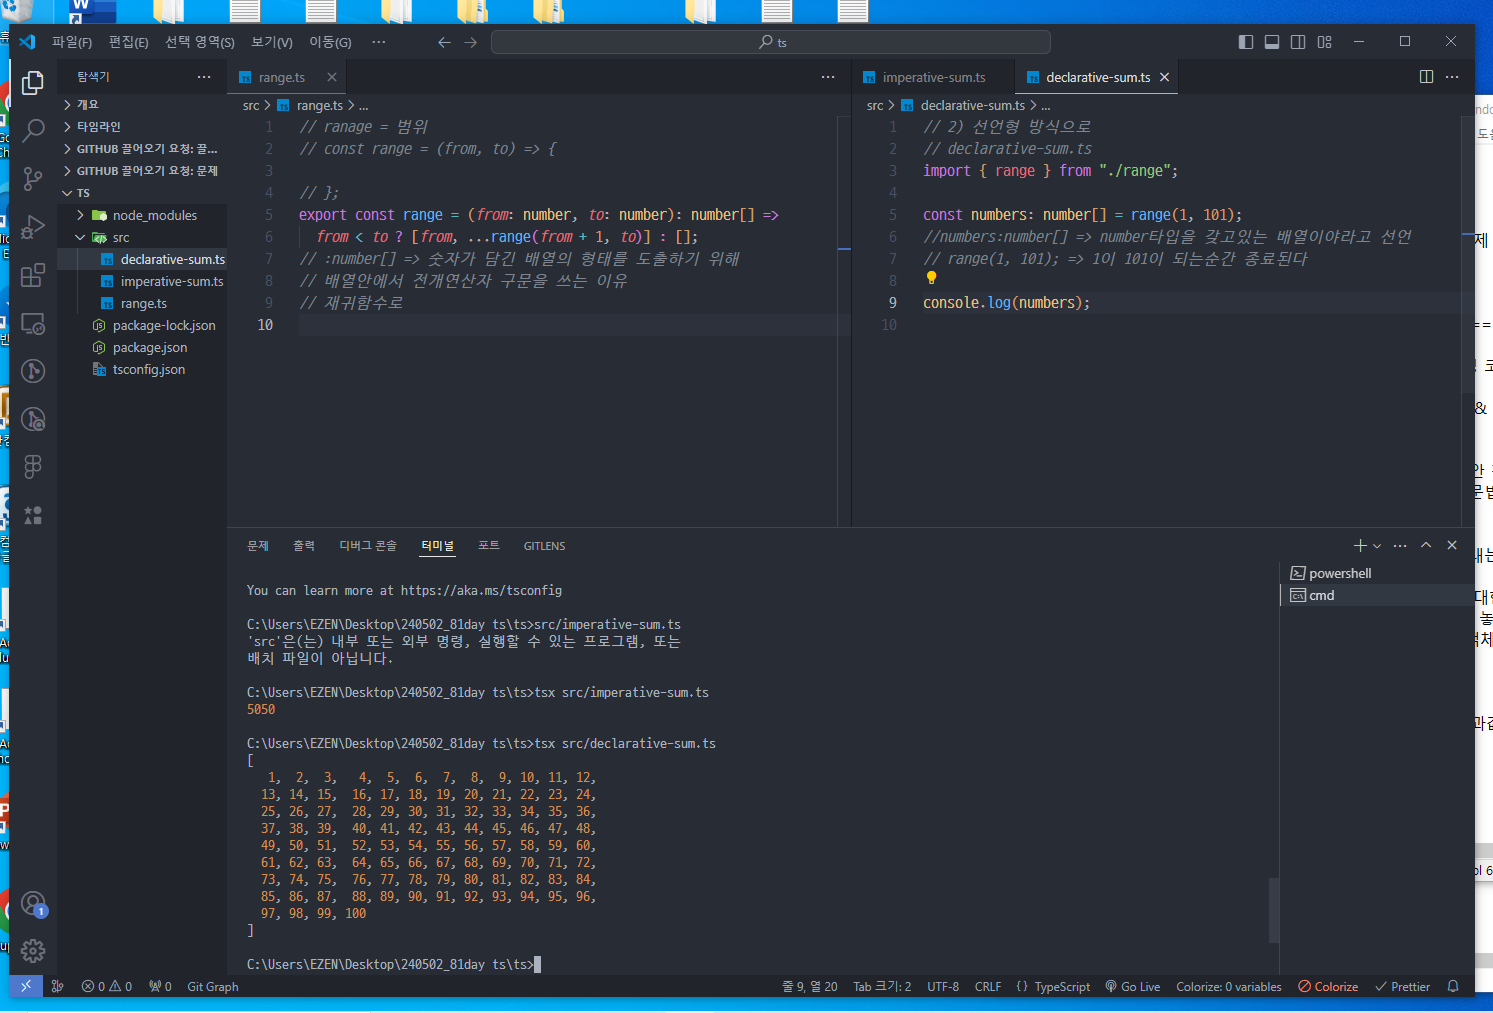 파일(F) 편집(E) 선택 영역(S) 보기(V) 이동(G) ··· ts
탐색기 ···
개요
타임라인
GITHUB 끌어오기 요청: 끌...
GITHUB 끌어오기 요청: 문제
TS
node_modules
src
declarative-sum.ts
imperative-sum.ts
range.ts
package-lock.json
package.json
tsconfig.json
range.ts
src > range.ts > ...
1 // ranage = 범위
2 // const range = (from, to) => {
3
4 // };
5 export const range = (from: number, to: number): number[] =>
6 from < to ? [from, ...range(from + 1, to)] : [];
7 // :number[] => 숫자가 담긴 배열의 형태를 도출하기 위해
8 // 배열안에서 전개연산자 구문을 쓰는 이유
9 // 재귀함수로
10
imperative-sum.ts declarative-sum.ts
src > declarative-sum.ts > ...
1 // 2) 선언형 방식으로
2 // declarative-sum.ts
3 import { range } from "./range";
4
5 const numbers: number[] = range(1, 101);
6 //numbers:number[] => number타입을 갖고있는 배열이야라고 선언
7 // range(1, 101); => 1이 101이 되는순간 종료된다
8
9 console.log(numbers);
10
문제 출력 디버그 콘솔 터미널 포트 GITLENS
powershell
cmd
You can learn more at https://aka.ms/tsconfig
C:\Users\EZEN\Desktop\240502_81day ts\ts>src/imperative-sum.ts
'src'은(는) 내부 또는 외부 명령, 실행할 수 있는 프로그램, 또는
배치 파일이 아닙니다.
C:\Users\EZEN\Desktop\240502_81day ts\ts>tsx src/imperative-sum.ts
5050
C:\Users\EZEN\Desktop\240502_81day ts\ts>tsx src/declarative-sum.ts
[
1, 2, 3, 4, 5, 6, 7, 8, 9, 10, 11, 12,
13, 14, 15, 16, 17, 18, 19, 20, 21, 22, 23, 24,
25, 26, 27, 28, 29, 30, 31, 32, 33, 34, 35, 36,
37, 38, 39, 40, 41, 42, 43, 44, 45, 46, 47, 48,
49, 50, 51, 52, 53, 54, 55, 56, 57, 58, 59, 60,
61, 62, 63, 64, 65, 66, 67, 68, 69, 70, 71, 72,
73, 74, 75, 76, 77, 78, 79, 80, 81, 82, 83, 84,
85, 86, 87, 88, 89, 90, 91, 92, 93, 94, 95, 96,
97, 98, 99, 100
]
C:\Users\EZEN\Desktop\240502_81day ts\ts>
1
0 0 0 Git Graph 줄 9, 열 20 Tab 크기: 2 UTF-8 CRLF {} TypeScript Go Live Colorize: 0 variables Colorize Prettier